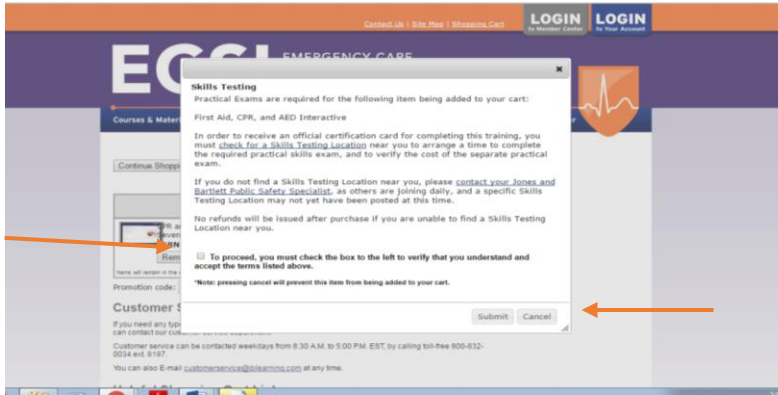 Contact Us | Site Map | Shopping Cart
LOGIN
to Member Center
LOGIN
to Your Account
ECSI
EMERGENCY CARE
Courses & Mater
Skills Testing
Practical Exams are required for the following item being added to your cart:
First Aid, CPR, and AED Interactive
In order to receive an official certification card for completing this training, you
must check for a Skills Testing Location near you to arrange a time to complete
the required practical skills exam, and to verify the cost of the separate practical
exam.
If you do not find a Skills Testing Location near you, please contact your Jones and
Bartlett Public Safety Specialist, as others are joining daily, and a specific Skills
Testing Location may not yet have been posted at this time.
No refunds will be issued after purchase if you are unable to find a Skills Testing
Location near you.
To proceed, you must check the box to the left to verify that you understand and
accept the terms listed above.
*Note: pressing cancel will prevent this item from being added to your cart.
Submit
Cancel
Continue Shoppi
Seven
Rem
Items will remain in the
Promotion code:
Customer S
If you need any typ
can contact our
Customer service can be contacted weekdays from 8:30 A.M. to 5:00 P.M. EST, by calling toll-free 800-832-
0034 ext. 8197.
You can also E-mail customerservice@jblearning.com at any time.